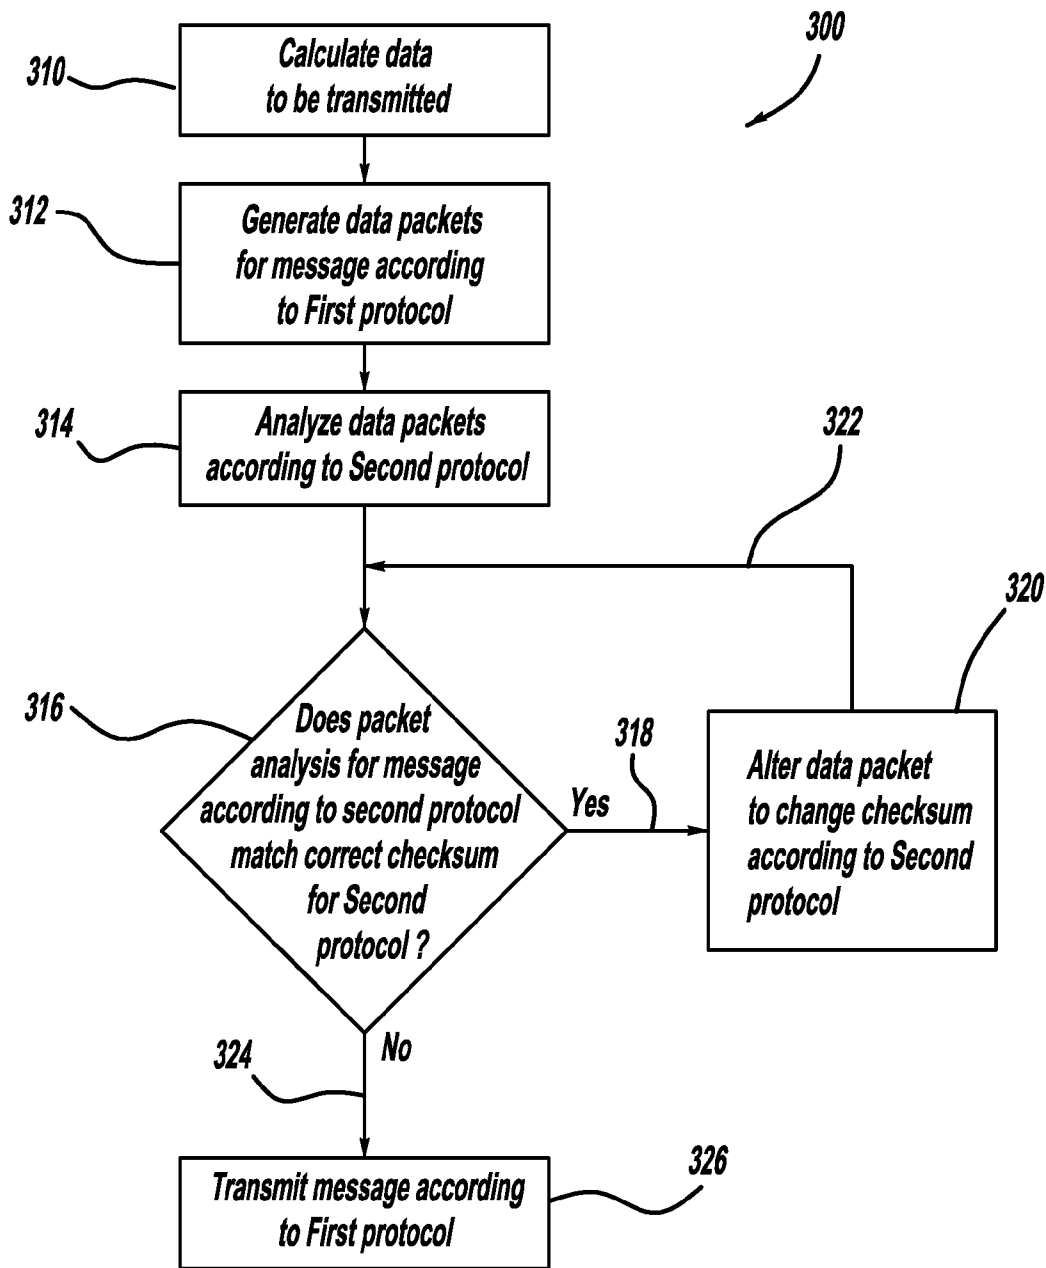 300
310
Calculate data
to be transmitted
312
Generate data packets
for message according
to First protocol
314
Analyze data packets
according to Second protocol
322
320
316
Does packet
analysis for message
according to second protocol
match correct checksum
for Second
protocol ?
Yes
318
Alter data packet
to change checksum
according to Second
protocol
324
No
Transmit message according
to First protocol
326